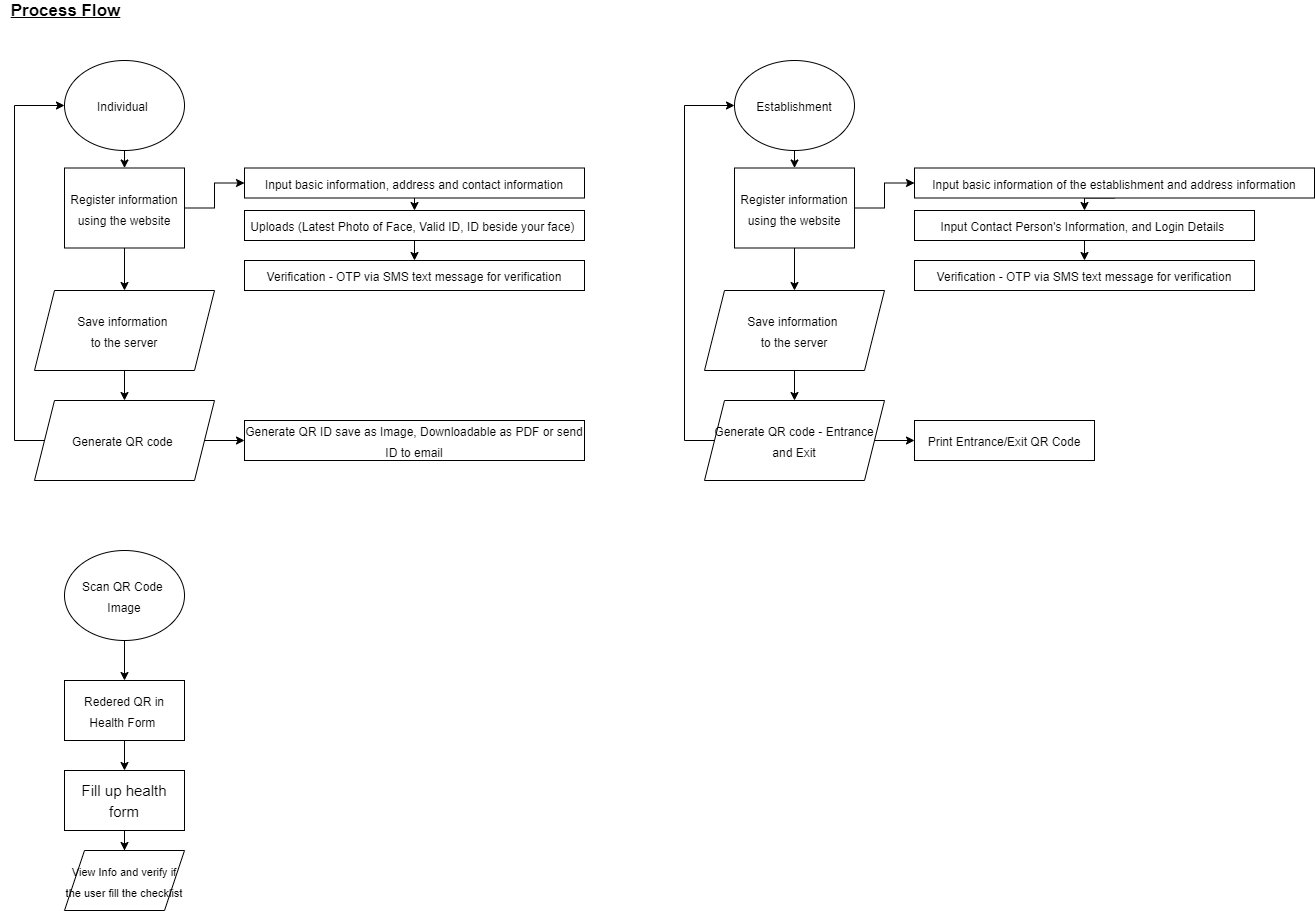 Process Flow
Individual
Register information
using the website
Input basic information, address and contact information
Uploads (Latest Photo of Face, Valid ID, ID beside your face)
Verification - OTP via SMS text message for verification
Save information
to the server
Generate QR code
Generate QR ID save as Image, Downloadable as PDF or send
ID to email
Establishment
Register information
using the website
Input basic information of the establishment and address information
Input Contact Person's Information, and Login Details
Verification - OTP via SMS text message for verification
Save information
to the server
Generate QR code - Entrance
and Exit
Print Entrance/Exit QR Code
Scan QR Code
Image
Redered QR in
Health Form
Fill up health
form
View Info and verify if
the user fill the checklist